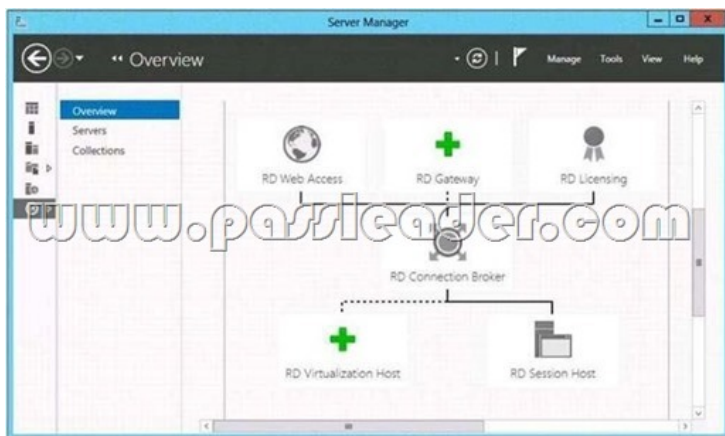 Server Manager
Overview
Manage Tools View Help
Overview
Servers
Collections
RD Web Access RD Gateway RD Licensing
www.passleader.com
RD Connection Broker
RD Virtualization Host RD Session Host